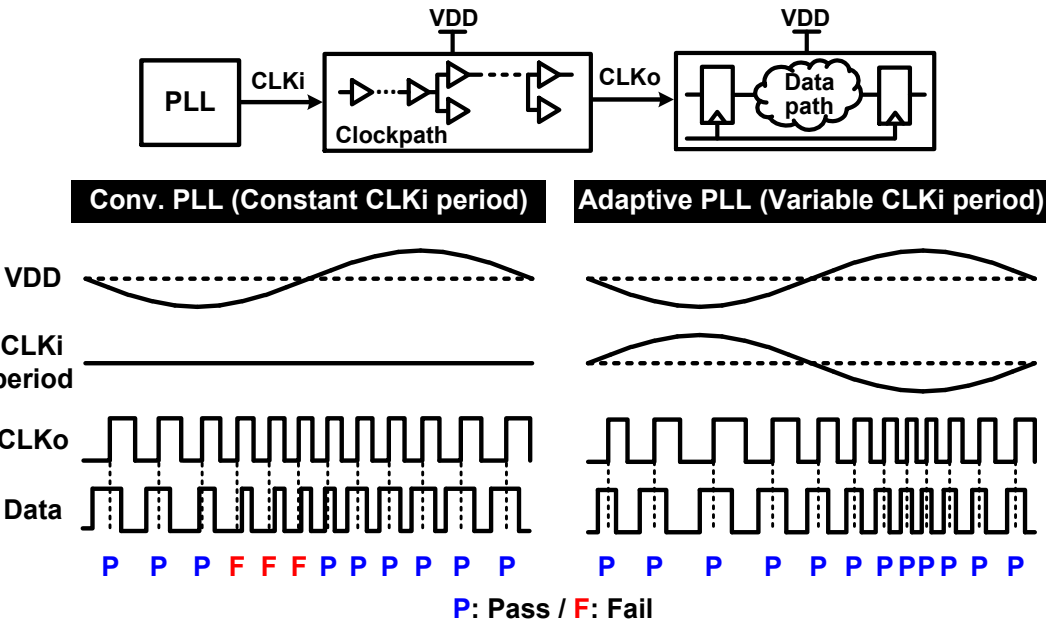 VDD
VDD
PLL
CLKi
Clockpath
CLKo
Data
path
Conv. PLL (Constant CLKi period)
Adaptive PLL (Variable CLKi period)
VDD
CLKi
period
CLKo
Data
P P P F F F P P P P P P
P P P P P P P P P P P P
P: Pass / F: Fail